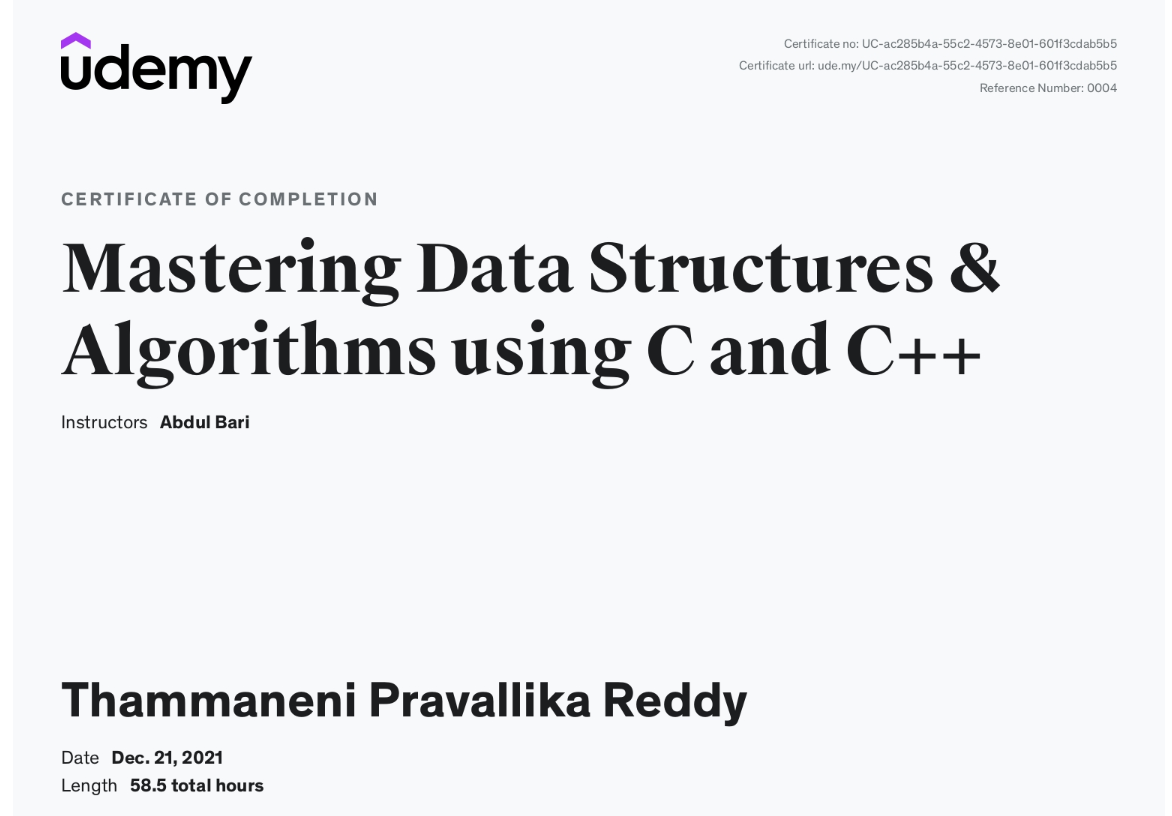 udemy
Certificate no: UC-ac285b4a-55c2-4573-8e01-601f3cdab5b5
Certificate url: ude.my/UC-ac285b4a-55c2-4573-8e01-601f3cdab5b5
Reference Number: 0004
CERTIFICATE OF COMPLETION
Mastering Data Structures &
Algorithms using C and C++
Instructors Abdul Bari
Thammaneni Pravallika Reddy
Date Dec. 21, 2021
Length 58.5 total hours